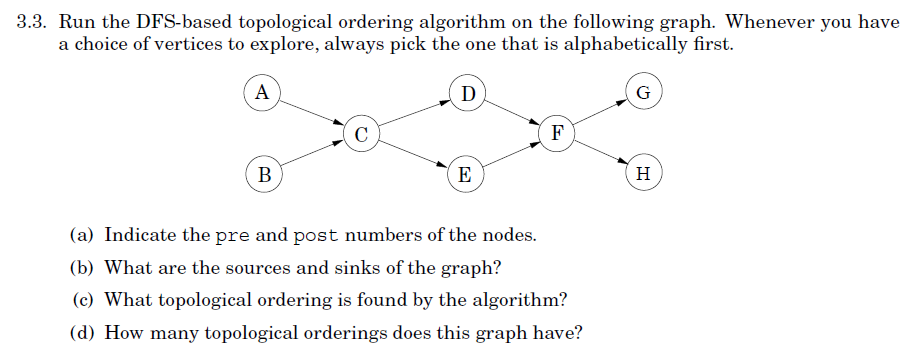 3.3. Run the DFS-based topological ordering algorithm on the following graph. Whenever you have
a choice of vertices to explore, always pick the one that is alphabetically first.
A
D
G
C
F
B
E
H
(a) Indicate the pre and post numbers of the nodes.
(b) What are the sources and sinks of the graph?
(c) What topological ordering is found by the algorithm?
(d) How many topological orderings does this graph have?